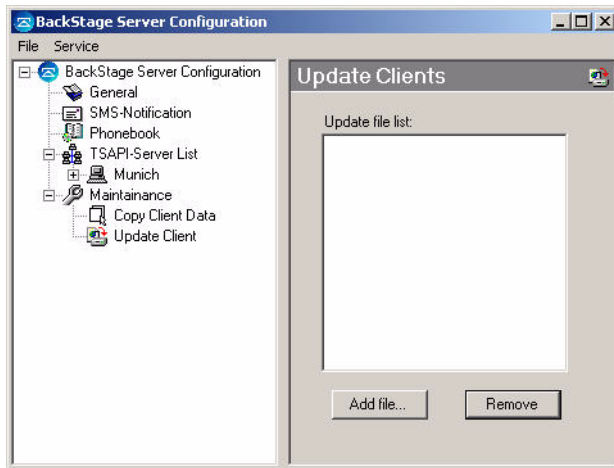 BackStage Server Configuration
File Service
BackStage Server Configuration
General
SMS-Notification
Phonebook
TSAPI-Server List
Munich
Maintainance
Copy Client Data
Update Client
Update Clients
Update file list:
Add file... Remove